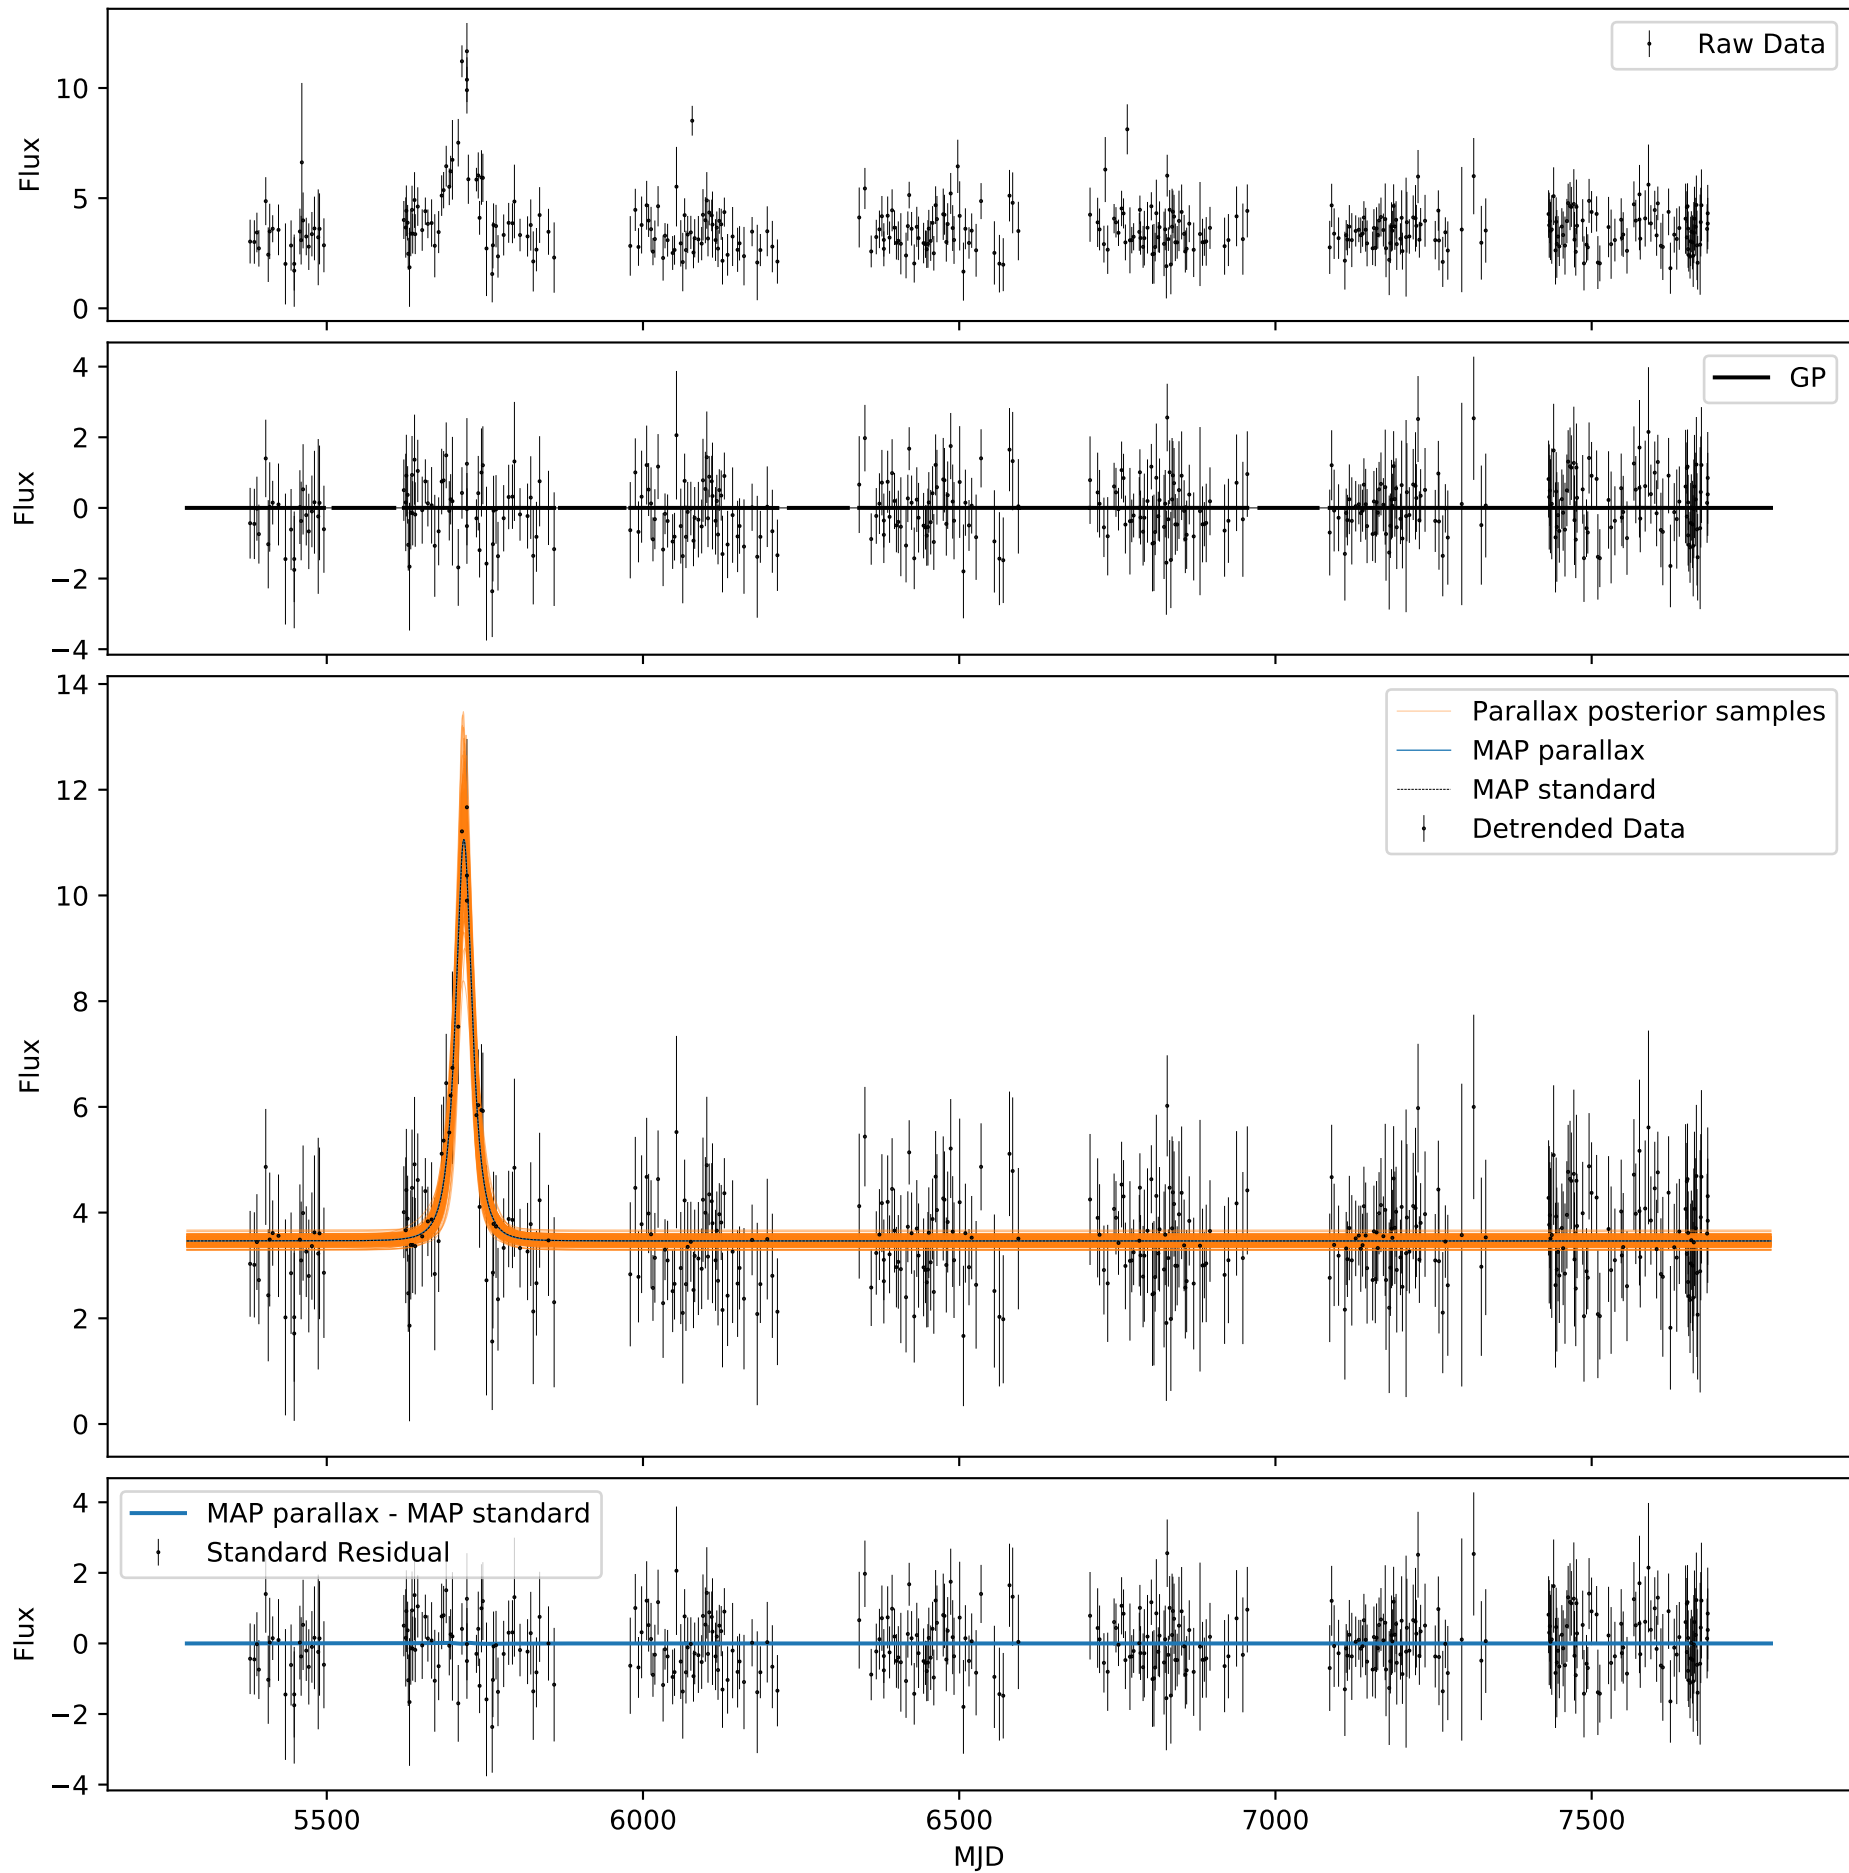 Raw Data
10
5
0
Flux
GP
4
2
0
−2
−4
Flux
14
12
10
8
6
4
2
0
Flux
Parallax posterior samples
MAP parallax
MAP standard
Detrended Data
MAP parallax - MAP standard
Standard Residual
4
2
0
−2
−4
Flux
5500 6000 6500 7000 7500
MJD